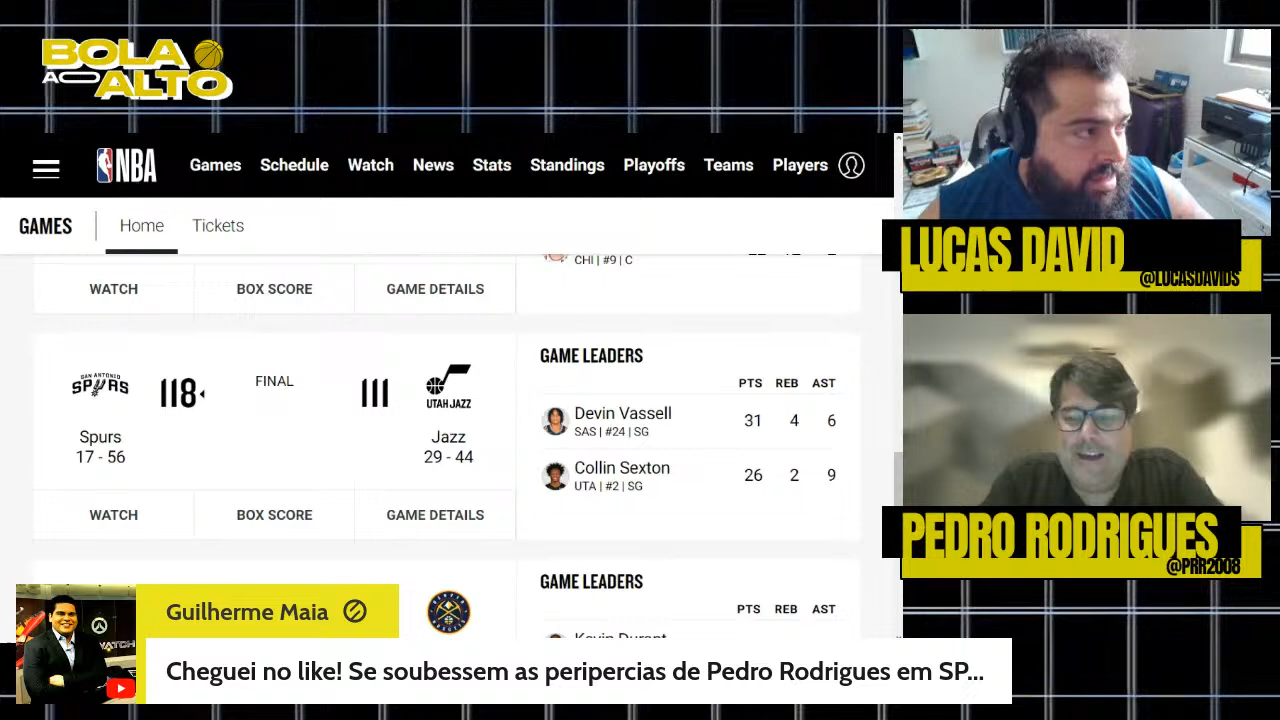 BOLA
AO ALTO
NBA
Games Schedule Watch News Stats Standings Playoffs Teams Players
GAMES Home Tickets
CHI | #9 | C
WATCH BOX SCORE GAME DETAILS
SAN ANTONIO
SPURS
118
FINAL
111
UTAH JAZZ
Spurs
17 - 56
Jazz
29 - 44
WATCH BOX SCORE GAME DETAILS
GAME LEADERS
PTS REB AST
Devin Vassell
SAS | #24 | SG
31 4 6
Collin Sexton
UTA | #2 | SG
26 2 9
GAME LEADERS
PTS REB AST
Kevin Durant
LUCAS DAVID
@LUCASDAVIDS
PEDRO RODRIGUES
@PRR2008
WATCH
Guilherme Maia
Cheguei no like! Se soubessem as peripercias de Pedro Rodrigues em SP...